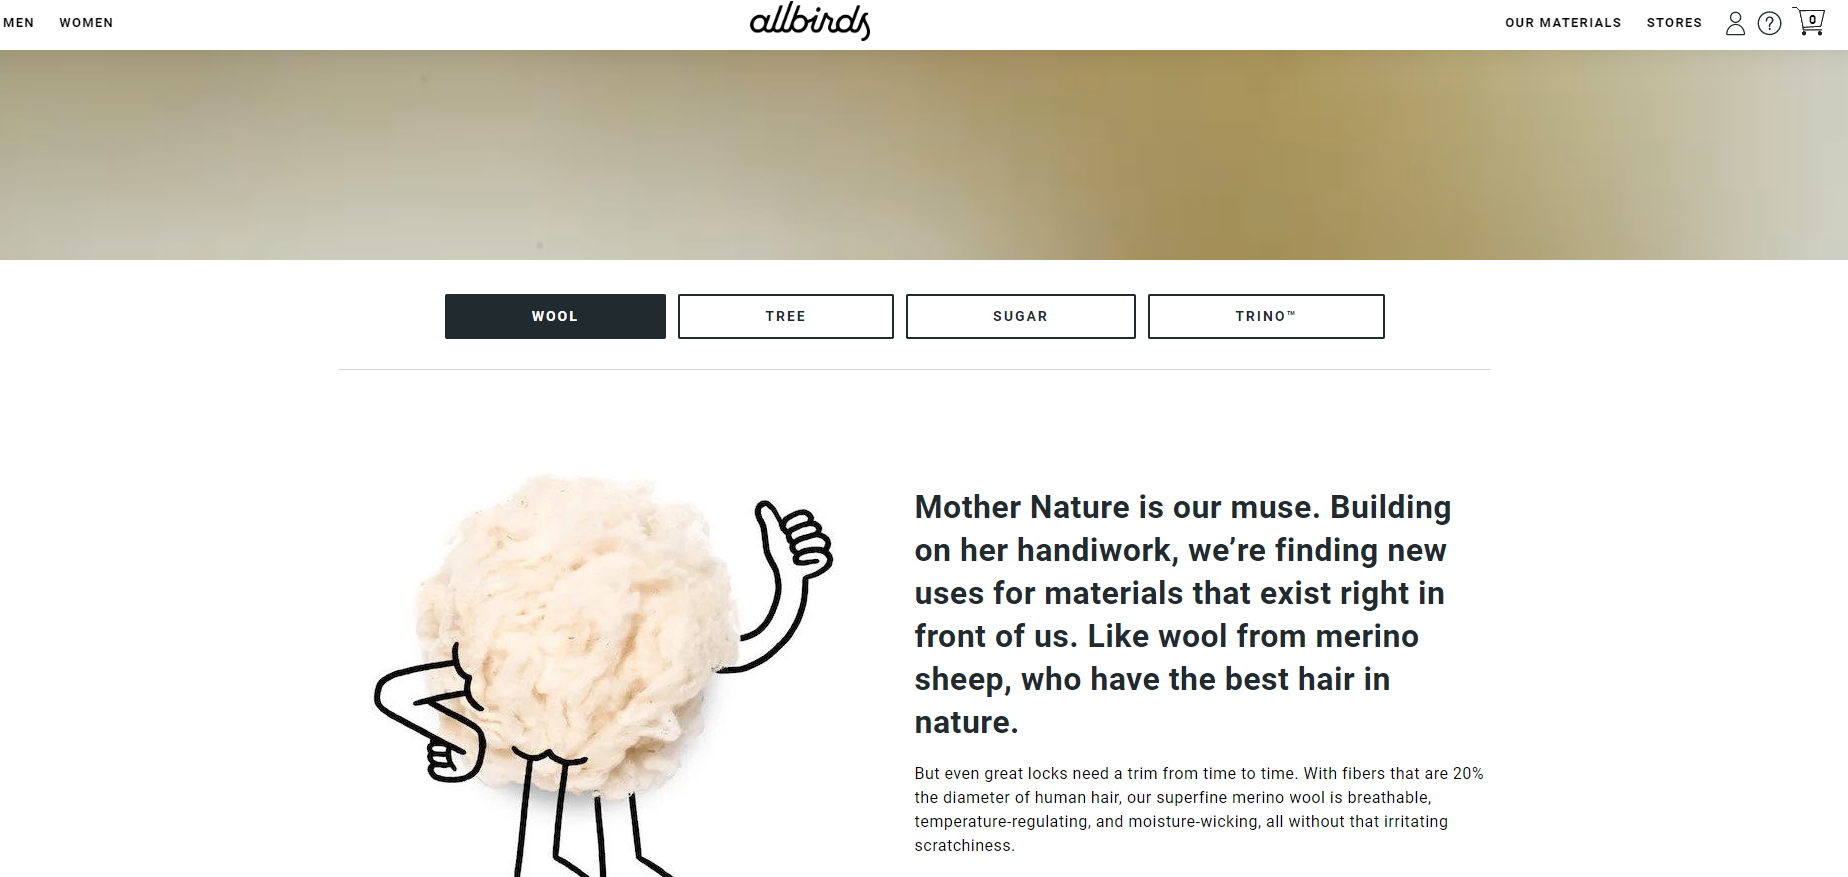 MEN WOMEN allbirds OUR MATERIALS STORES ? 0
WOOL TREE SUGAR TRINO™
Mother Nature is our muse. Building
on her handiwork, we’re finding new
uses for materials that exist right in
front of us. Like wool from merino
sheep, who have the best hair in
nature.
But even great locks need a trim from time to time. With fibers that are 20%
the diameter of human hair, our superfine merino wool is breathable,
temperature-regulating, and moisture-wicking, all without that irritating
scratchiness.